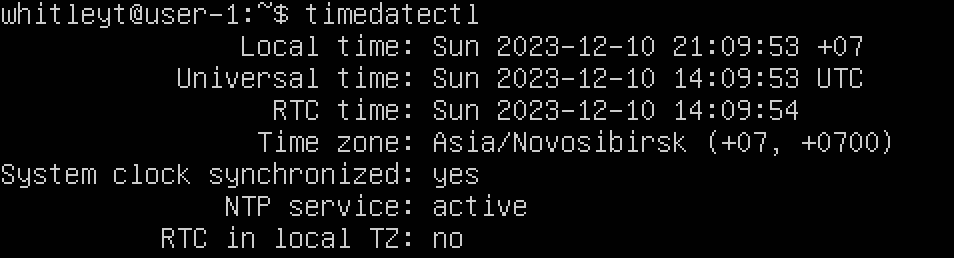 whitleyt@user-1:~$ timedatectl
Local time: Sun 2023-12-10 21:09:53 +07
Universal time: Sun 2023-12-10 14:09:53 UTC
RTC time: Sun 2023-12-10 14:09:54
Time zone: Asia/Novosibirsk (+07, +0700)
System clock synchronized: yes
NTP service: active
RTC in local TZ: no